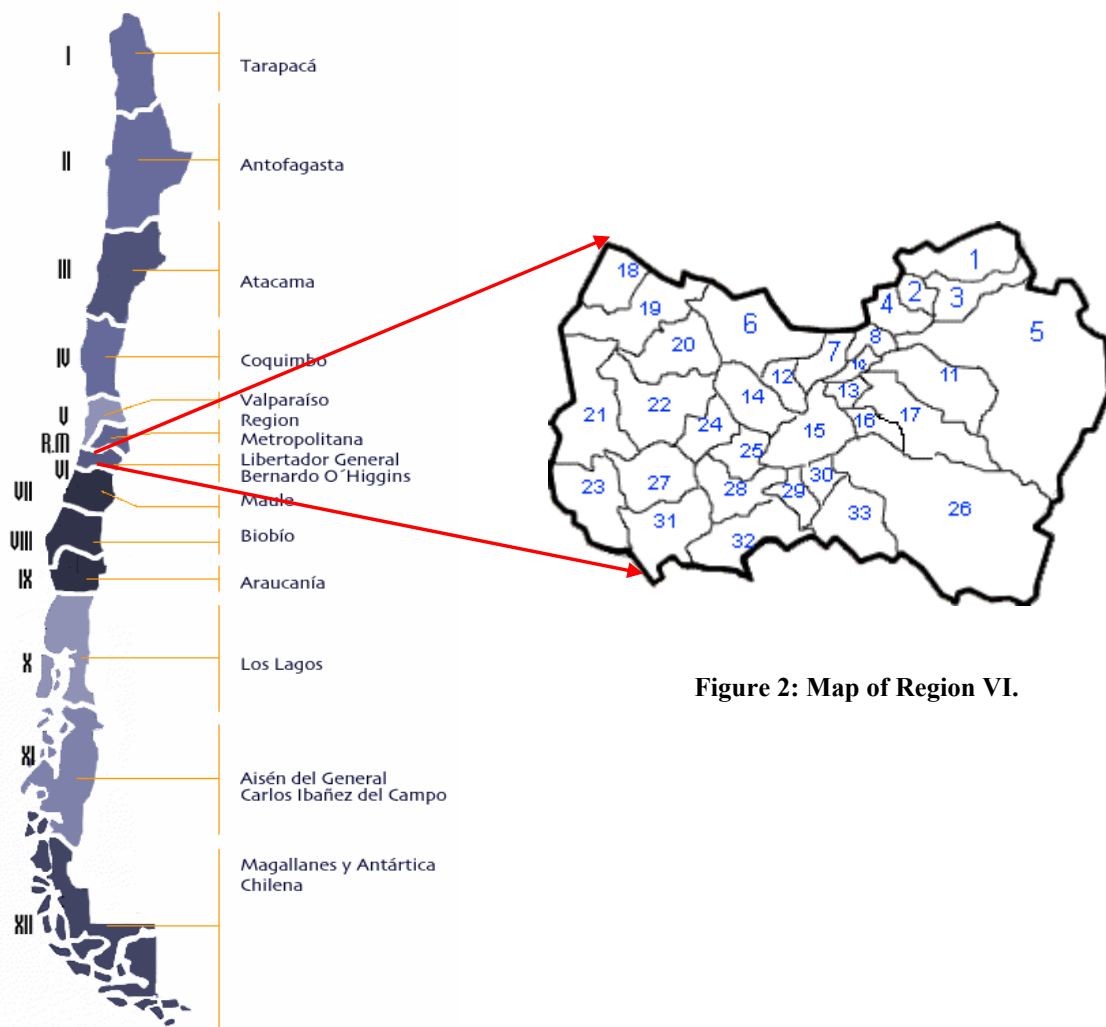 I
Tarapacá
II
Antofagasta
III
Atacama
IV
Coquimbo
V
Valparaíso
Region
R.M
Metropolitana
VI
Libertador General
Bernardo O´Higgins
VII
Maule
VIII
Biobío
IX
Araucanía
X
Los Lagos
XI
Aisén del General
Carlos Ibañez del Campo
Magallanes y Antártica
Chilena
XII
1
2
3
4
5
6
7
8
10
11
12
13
14
15
16
17
18
19
20
21
22
23
24
25
26
27
28
29
30
31
32
33
Figure 2: Map of Region VI.